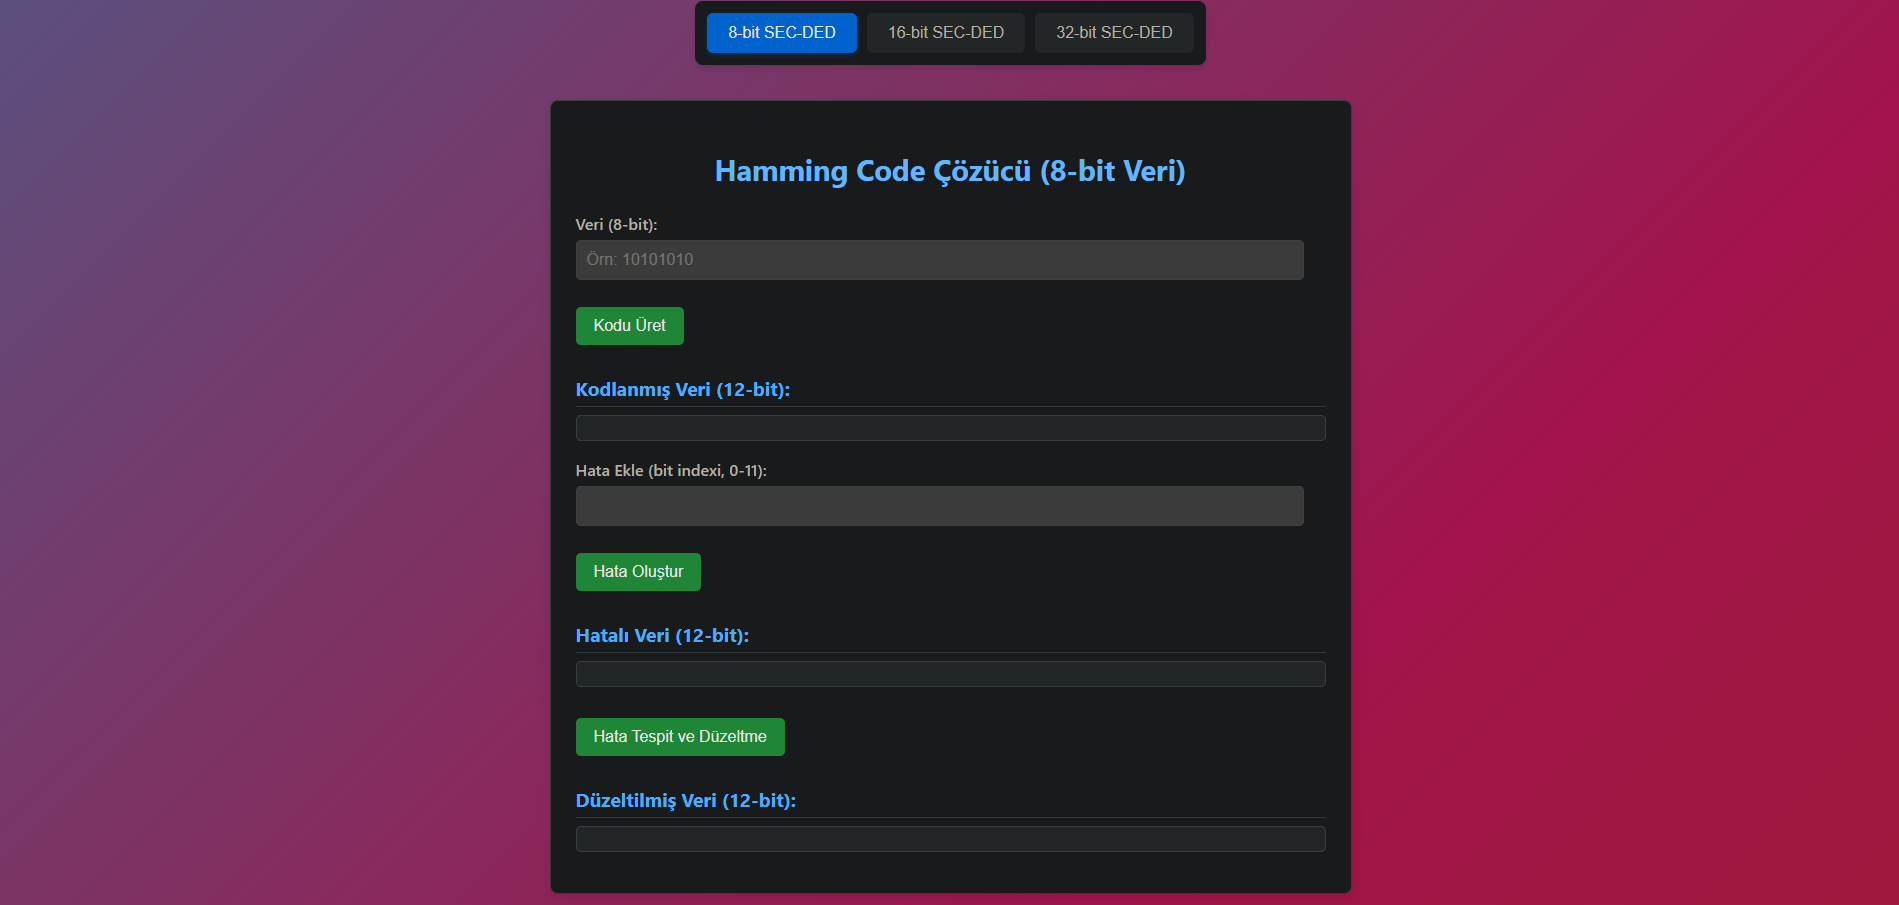 8-bit SEC-DED 16-bit SEC-DED 32-bit SEC-DED
Hamming Code Çözücü (8-bit Veri)
Veri (8-bit):
Örn: 10101010
Kodu Üret
Kodlanmış Veri (12-bit):
Hata Ekle (bit indexi, 0-11):
Hata Oluştur
Hatalı Veri (12-bit):
Hata Tespit ve Düzeltme
Düzeltilmiş Veri (12-bit):